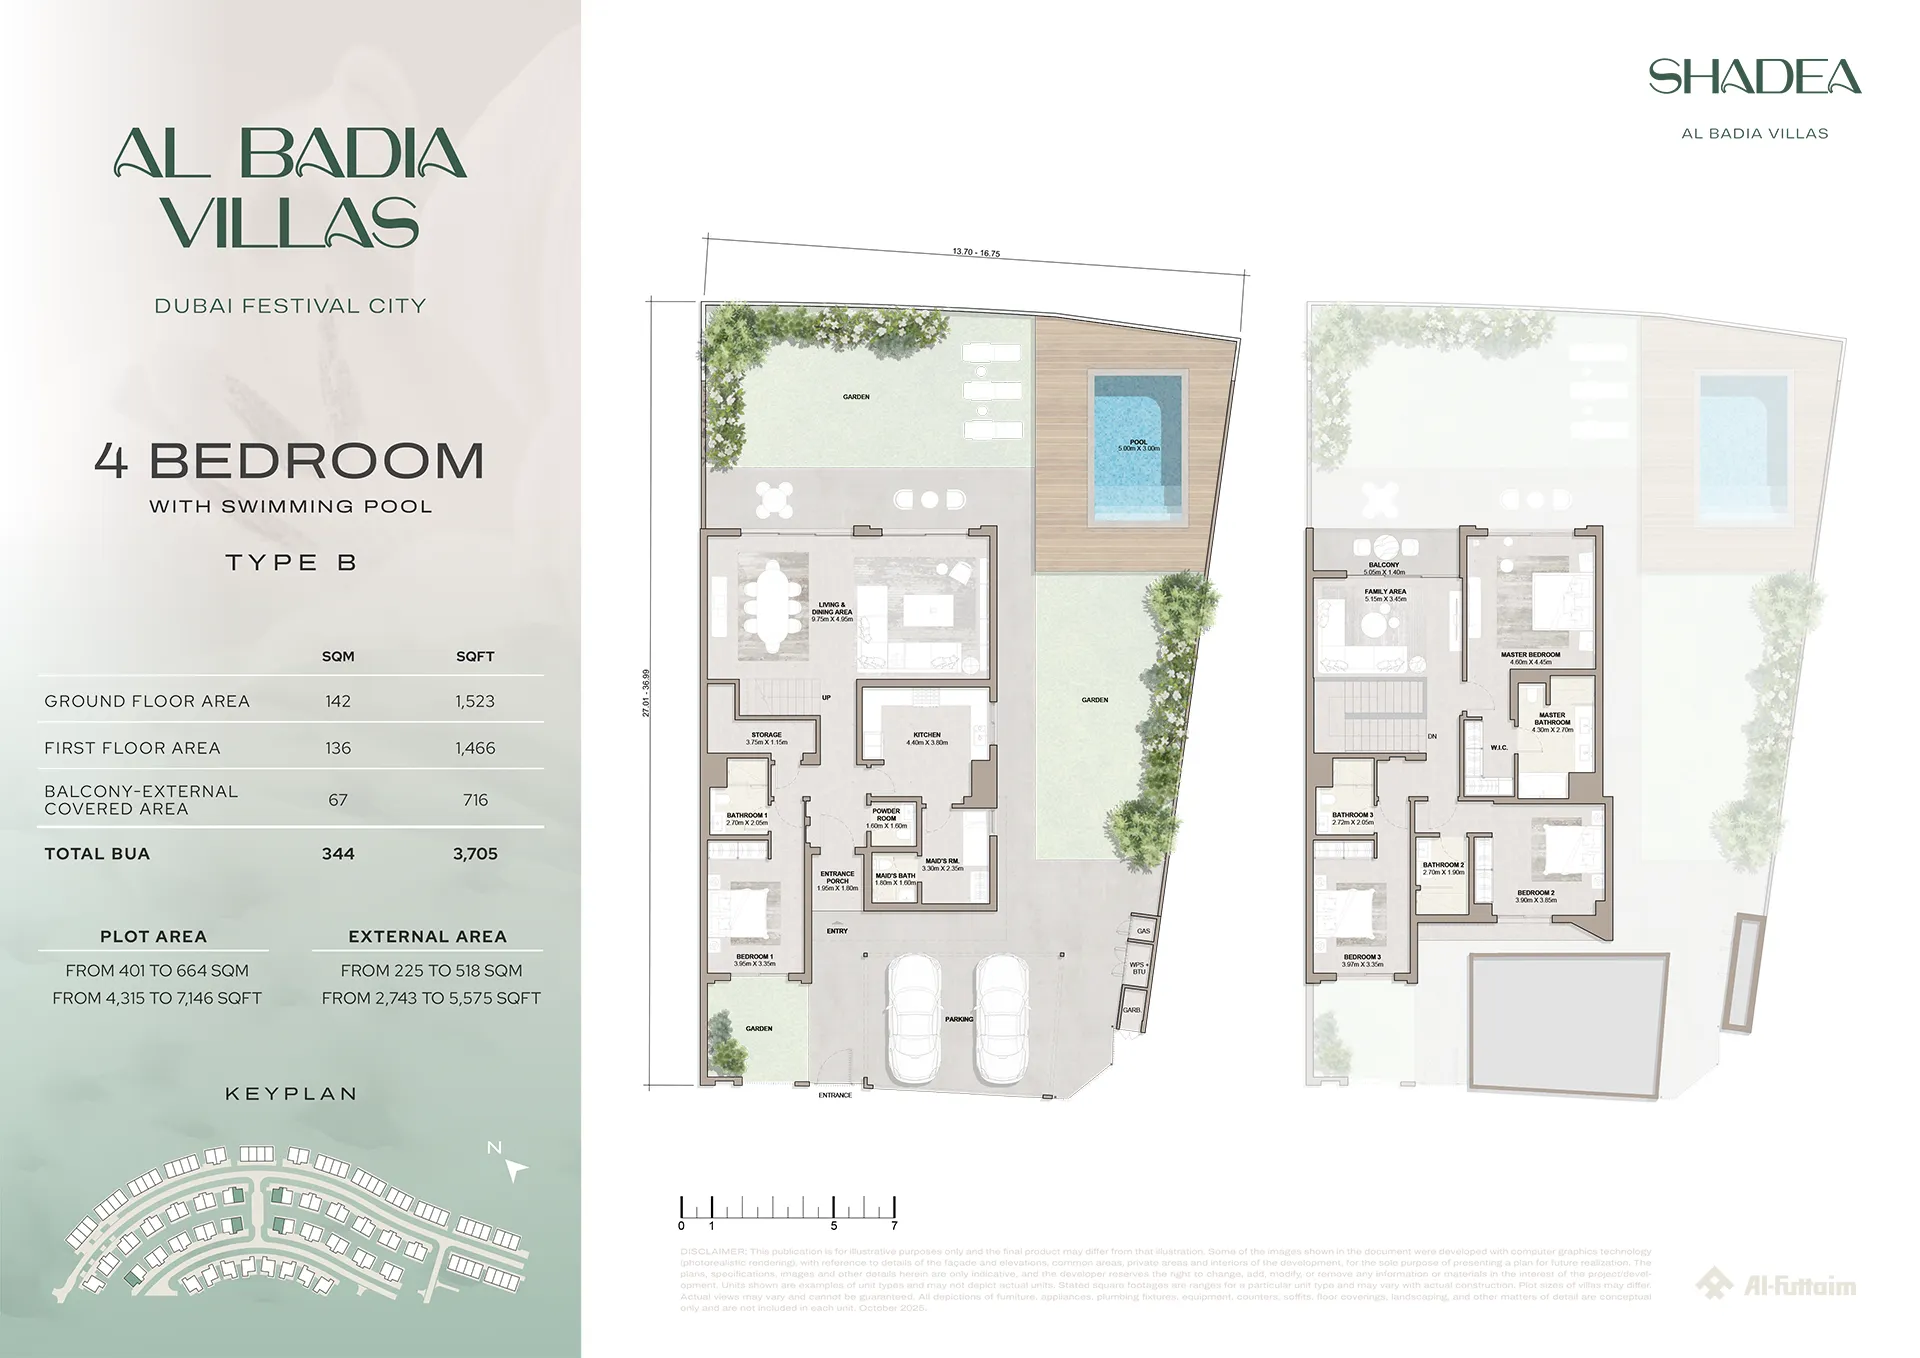 AL BADIA
VILLAS
DUBAI FESTIVAL CITY
4 BEDROOM
WITH SWIMMING POOL
TYPE B
SQM SQFT
GROUND FLOOR AREA 142 1,523
FIRST FLOOR AREA 136 1,466
BALCONY-EXTERNAL
COVERED AREA 67 716
TOTAL BUA 344 3,705
PLOT AREA
FROM 401 TO 664 SQM
FROM 4,315 TO 7,146 SQFT
EXTERNAL AREA
FROM 225 TO 518 SQM
FROM 2,743 TO 5,575 SQFT
KEYPLAN
N
SHADEA
AL BADIA VILLAS
13.70 - 16.75
27.01 - 36.99
GARDEN
POOL
5.00m X 3.00m
LIVING &
DINING AREA
9.75m X 4.95m
GARDEN
UP
STORAGE
3.75m X 1.15m
KITCHEN
4.40m X 3.80m
BATHROOM 1
2.70m X 2.05m
POWDER
ROOM
1.60m X 1.60m
MAID'S RM.
3.30m X 2.35m
MAID'S BATH
1.80m X 1.60m
ENTRANCE
PORCH
1.95m X 1.80m
ENTRY
BEDROOM 1
3.95m X 3.35m
GAS
WPS +
BTU
GARB.
PARKING
GARDEN
ENTRANCE
BALCONY
5.05m X 1.40m
FAMILY AREA
5.15m X 3.45m
MASTER BEDROOM
4.60m X 4.45m
MASTER
BATHROOM
4.30m X 2.70m
DN
W.I.C.
BATHROOM 3
2.72m X 2.05m
BATHROOM 2
2.70m X 1.90m
BEDROOM 2
3.90m X 3.85m
BEDROOM 3
3.97m X 3.35m
0 1 5 7
DISCLAIMER: This publication is for illustrative purposes only and the final product may differ from that illustration. Some of the images shown in the document were developed with computer graphics technology
(photorealistic rendering), with reference to details of the façade and elevations, common areas, private areas and interiors of the development, for the sole purpose of presenting a plan for future realization. The
plans, specifications, images and other details herein are only indicative, and the developer reserves the right to change, add, modify, or remove any information or materials in the interest of the project/devel-
opment. Units shown are examples of unit types and may not depict actual units. Stated square footages are ranges for a particular unit type and may vary with actual construction. Plot sizes of villas may differ.
Actual views may vary and cannot be guaranteed. All depictions of furniture, appliances, plumbing fixtures, equipment, counters, soffits, floor coverings, landscaping, and other matters of detail are conceptual
only and are not included in each unit. October 2025.
Al-Futtaim